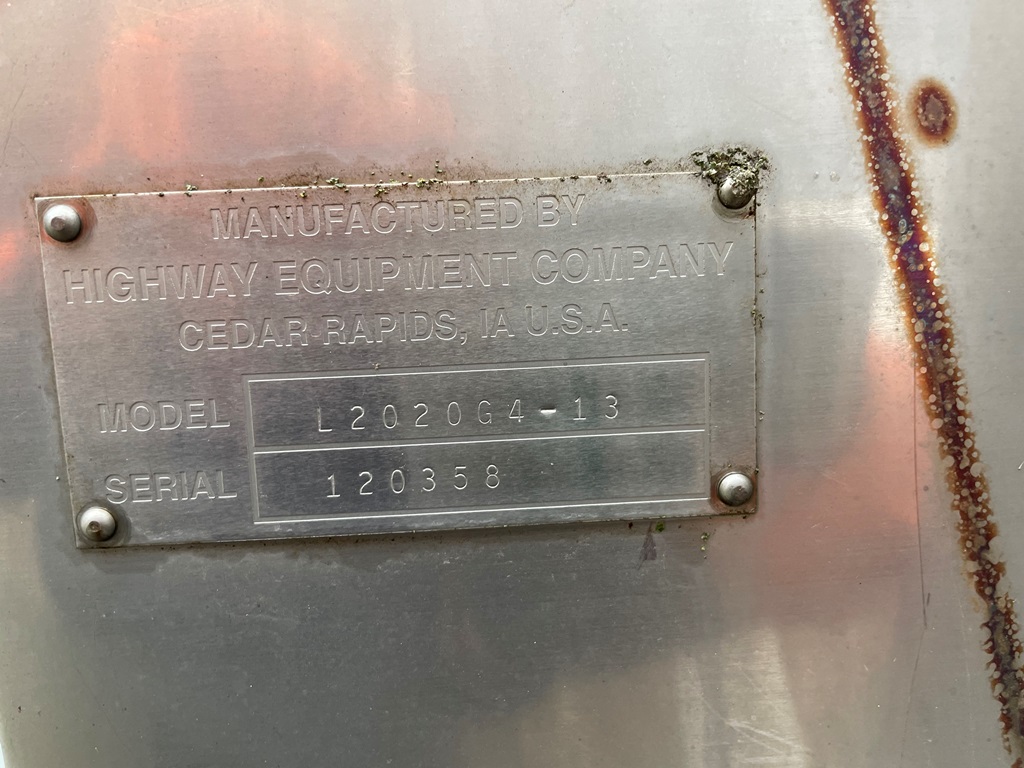 MANUFACTURED BY
HIGHWAY EQUIPMENT COMPANY
CEDAR RAPIDS, IA U.S.A.
MODEL L2020G4-13
SERIAL 120358